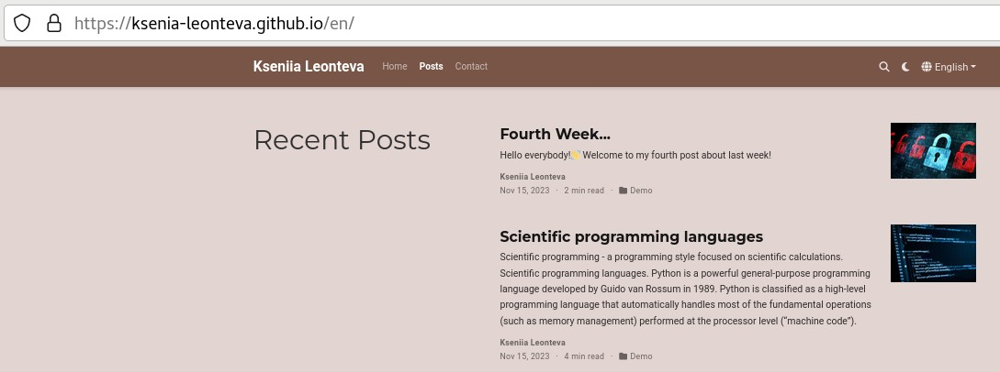 https://ksenia-leonteva.github.io/en/
Kseniia Leonteva Home Posts Contact English
Recent Posts
Fourth Week...
Hello everybody!👋 Welcome to my fourth post about last week!
Kseniia Leonteva
Nov 15, 2023 · 2 min read · Demo
Scientific programming languages
Scientific programming - a programming style focused on scientific calculations.
Scientific programming languages. Python is a powerful general-purpose programming
language developed by Guido van Rossum in 1989. Python is classified as a high-level
programming language that automatically handles most of the fundamental operations
(such as memory management) performed at the processor level (“machine code”).
Kseniia Leonteva
Nov 15, 2023 · 4 min read · Demo